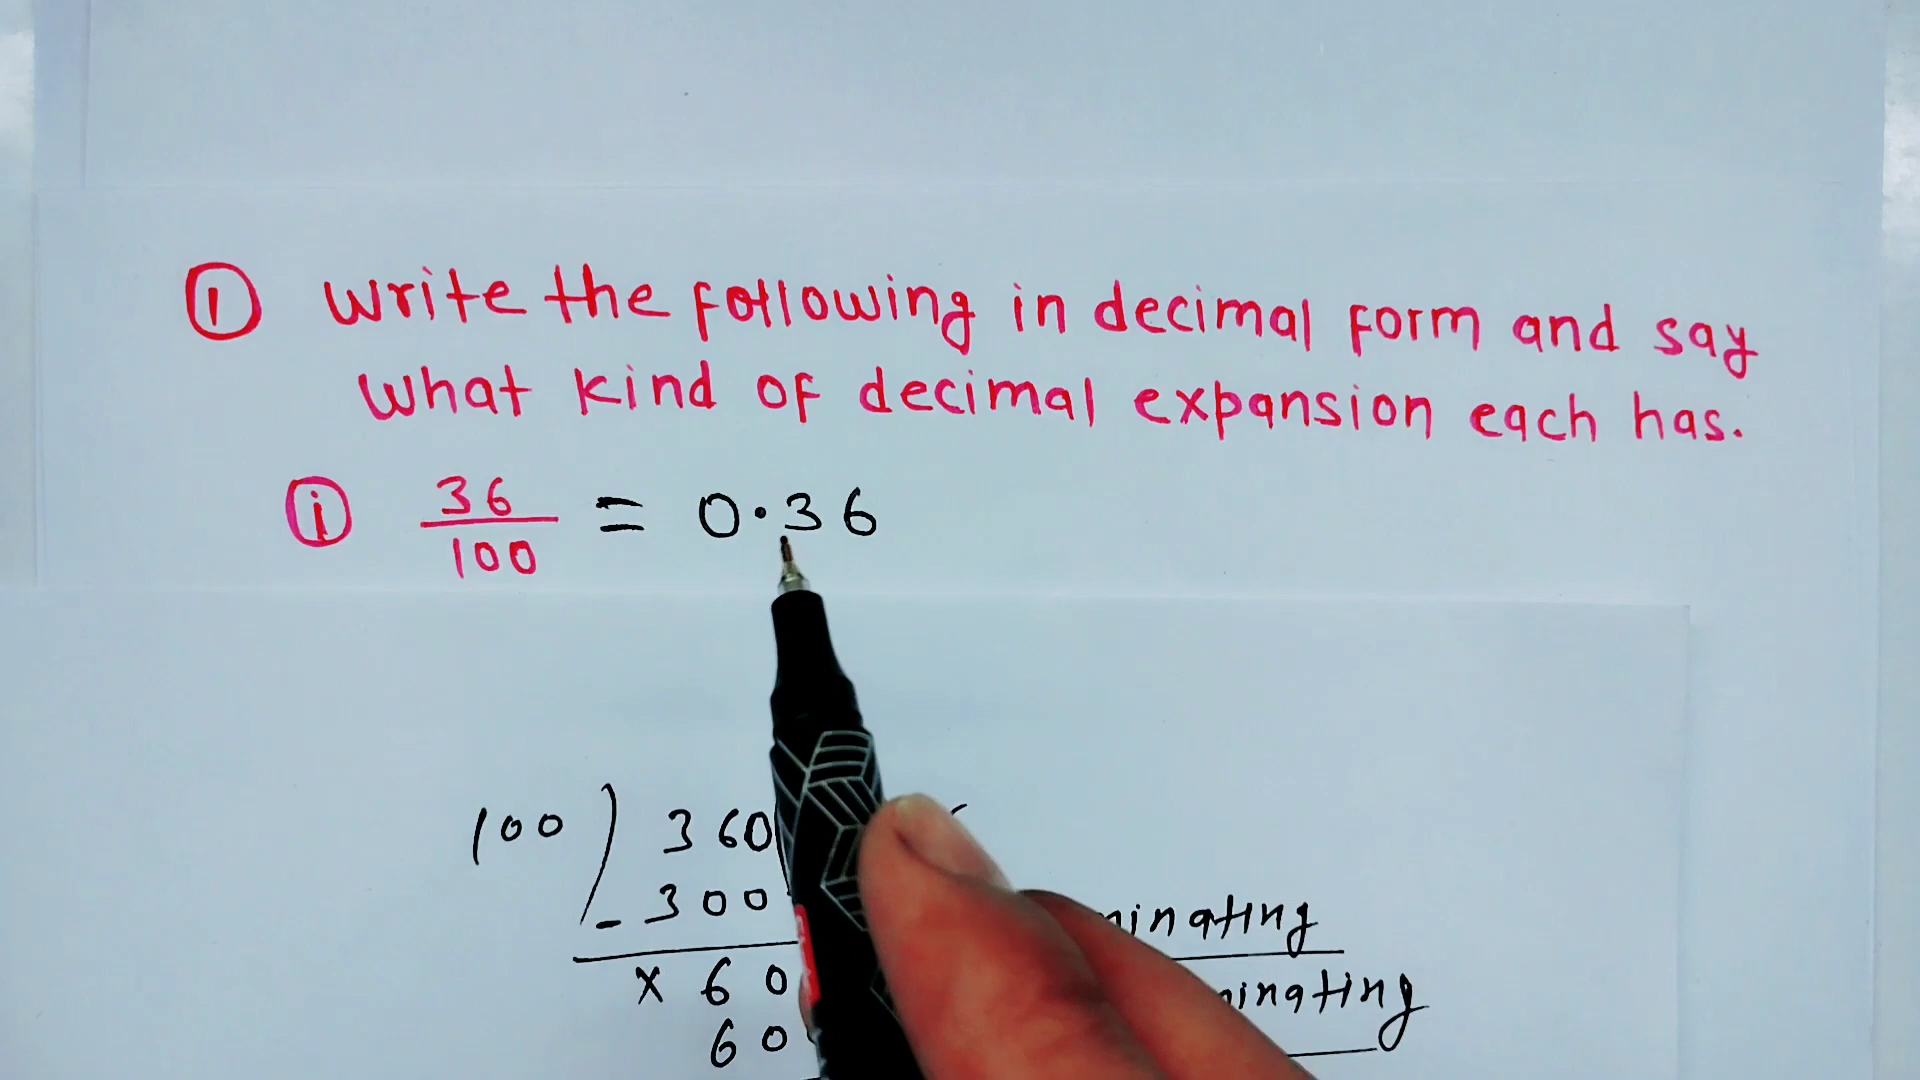 ① Write the following in decimal form and say
what kind of decimal expansion each has.
ⓘ 36/100 = 0.36
100 ) 360
- 300
x 60
60